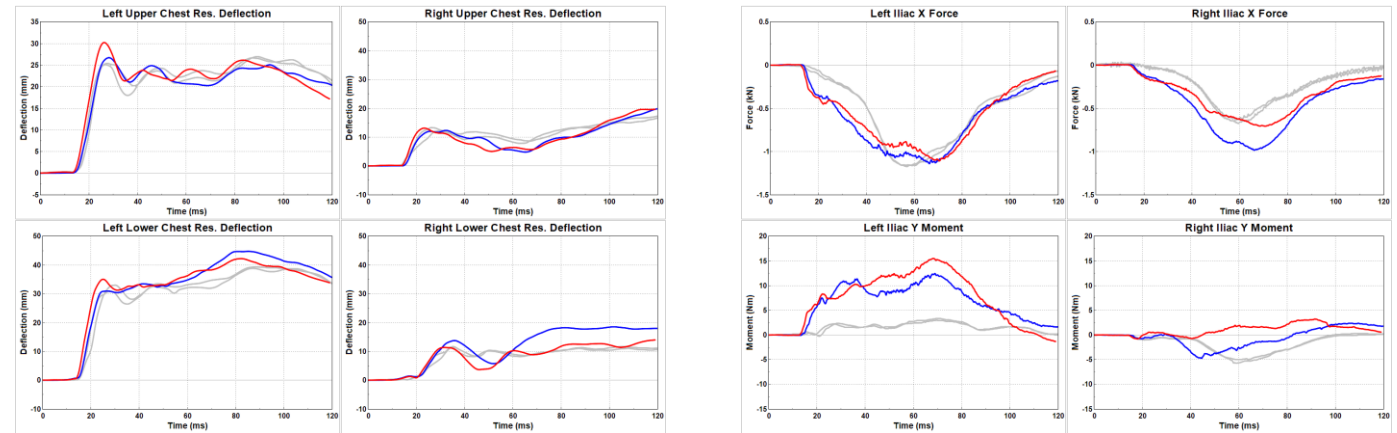 Left Upper Chest Res. Deflection
Deflection (mm)
35
30
25
20
15
10
5
0
-5
0 20 40 60 80 100 120
Time (ms)
Right Upper Chest Res. Deflection
Deflection (mm)
50
40
30
20
10
0
-10
0 20 40 60 80 100 120
Time (ms)
Left Lower Chest Res. Deflection
Deflection (mm)
50
40
30
20
10
0
-10
0 20 40 60 80 100 120
Time (ms)
Right Lower Chest Res. Deflection
Deflection (mm)
50
40
30
20
10
0
-10
0 20 40 60 80 100 120
Time (ms)
Left Iliac X Force
Force (kN)
0.5
0
-0.5
-1
-1.5
0 20 40 60 80 100 120
Time (ms)
Right Iliac X Force
Force (kN)
0.5
0
-0.5
-1
-1.5
0 20 40 60 80 100 120
Time (ms)
Left Iliac Y Moment
Moment (Nm)
20
15
10
5
0
-5
-10
-15
0 20 40 60 80 100 120
Time (ms)
Right Iliac Y Moment
Moment (Nm)
20
15
10
5
0
-5
-10
-15
0 20 40 60 80 100 120
Time (ms)